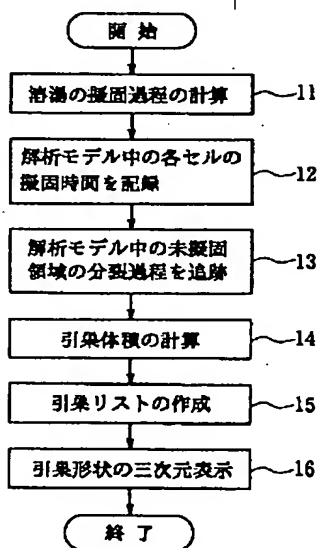 開始
溶湯の擬固過程の計算
11
解析モデル中の各セルの
擬固時間を記録
12
解析モデル中の未擬固
領域の分裂過程を追跡
13
引巣体積の計算
14
引巣リストの作成
15
引巣形状の三次元表示
16
終了